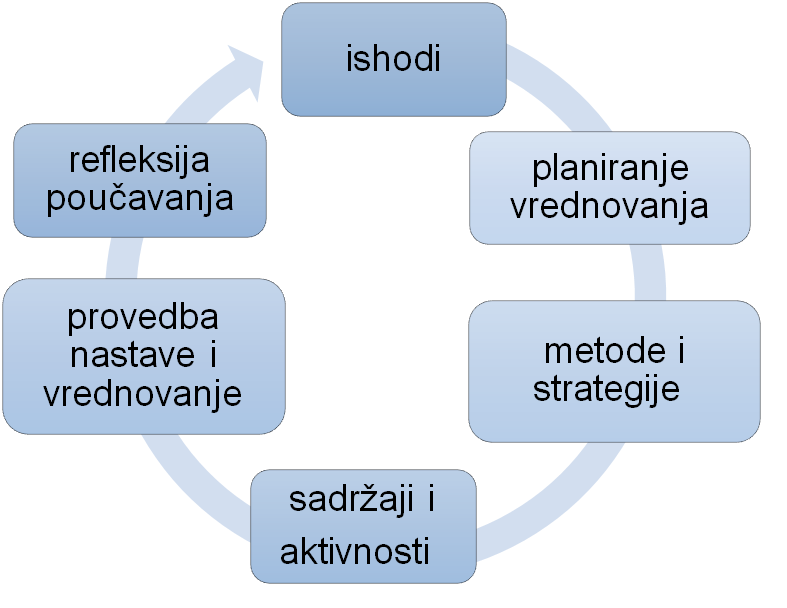 ishodi
planiranje
vrednovanja
metode i
strategije
sadržaji i
aktivnosti
provedba
nastave i
vrednovanje
refleksija
poučavanja